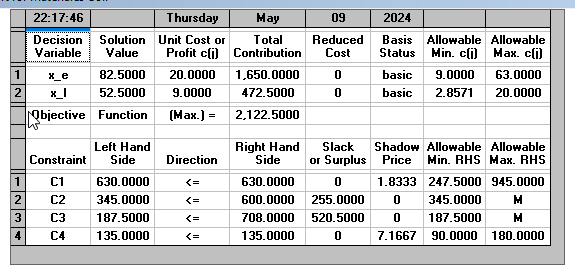 22:17:46 Thursday May 09 2024
Decision Solution Unit Cost or Total Reduced Basis Allowable Allowable
Variable Value Profit c(j) Contribution Cost Status Min. c(j) Max. c(j)
1 x_e 82.5000 20.0000 1,650.0000 0 basic 9.0000 63.0000
2 x_l 52.5000 9.0000 472.5000 0 basic 2.8571 20.0000
Objective Function (Max.) = 2,122.5000
Left Hand Right Hand Slack Shadow Allowable Allowable
Constraint Side Direction Side or Surplus Price Min. RHS Max. RHS
1 C1 630.0000 <= 630.0000 0 1.8333 247.5000 945.0000
2 C2 345.0000 <= 600.0000 255.0000 0 345.0000 M
3 C3 187.5000 <= 708.0000 520.5000 0 187.5000 M
4 C4 135.0000 <= 135.0000 0 7.1667 90.0000 180.0000